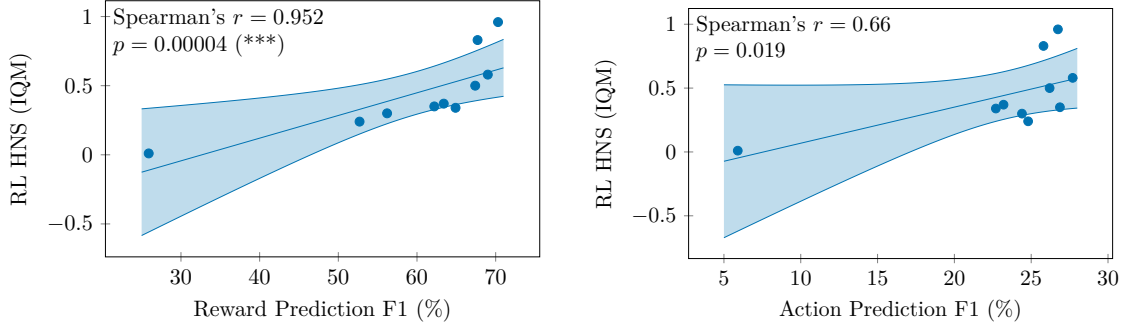 Spearman's r = 0.952
p = 0.00004 (***)
1
0.5
0
−0.5
30
40
50
60
70
RL HNS (IQM)
Reward Prediction F1 (%)
Spearman's r = 0.66
p = 0.019
1
0.5
0
−0.5
5
10
15
20
25
30
RL HNS (IQM)
Action Prediction F1 (%)